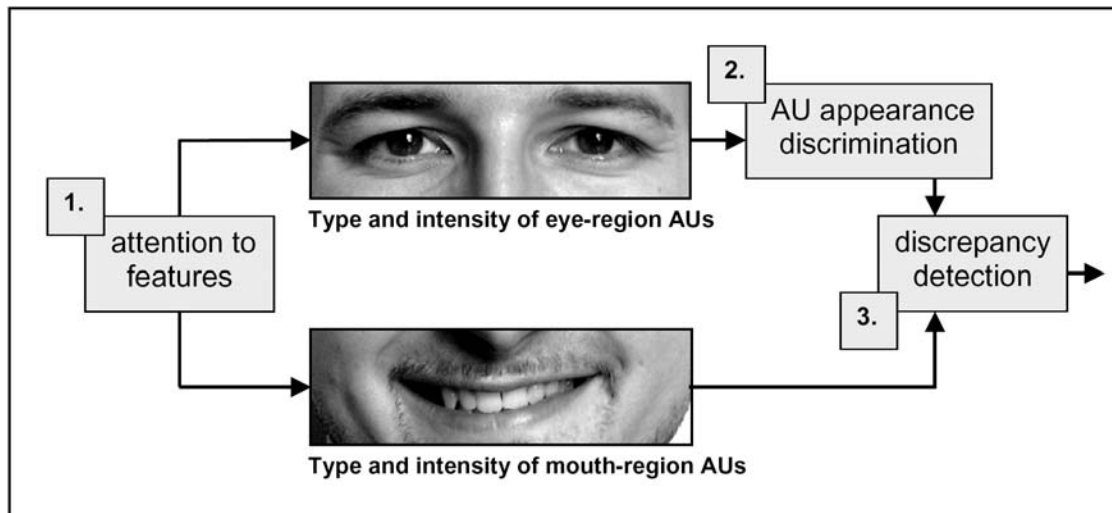 1.
attention to
features
Type and intensity of eye-region AUs
2.
AU appearance
discrimination
Type and intensity of mouth-region AUs
discrepancy
detection
3.